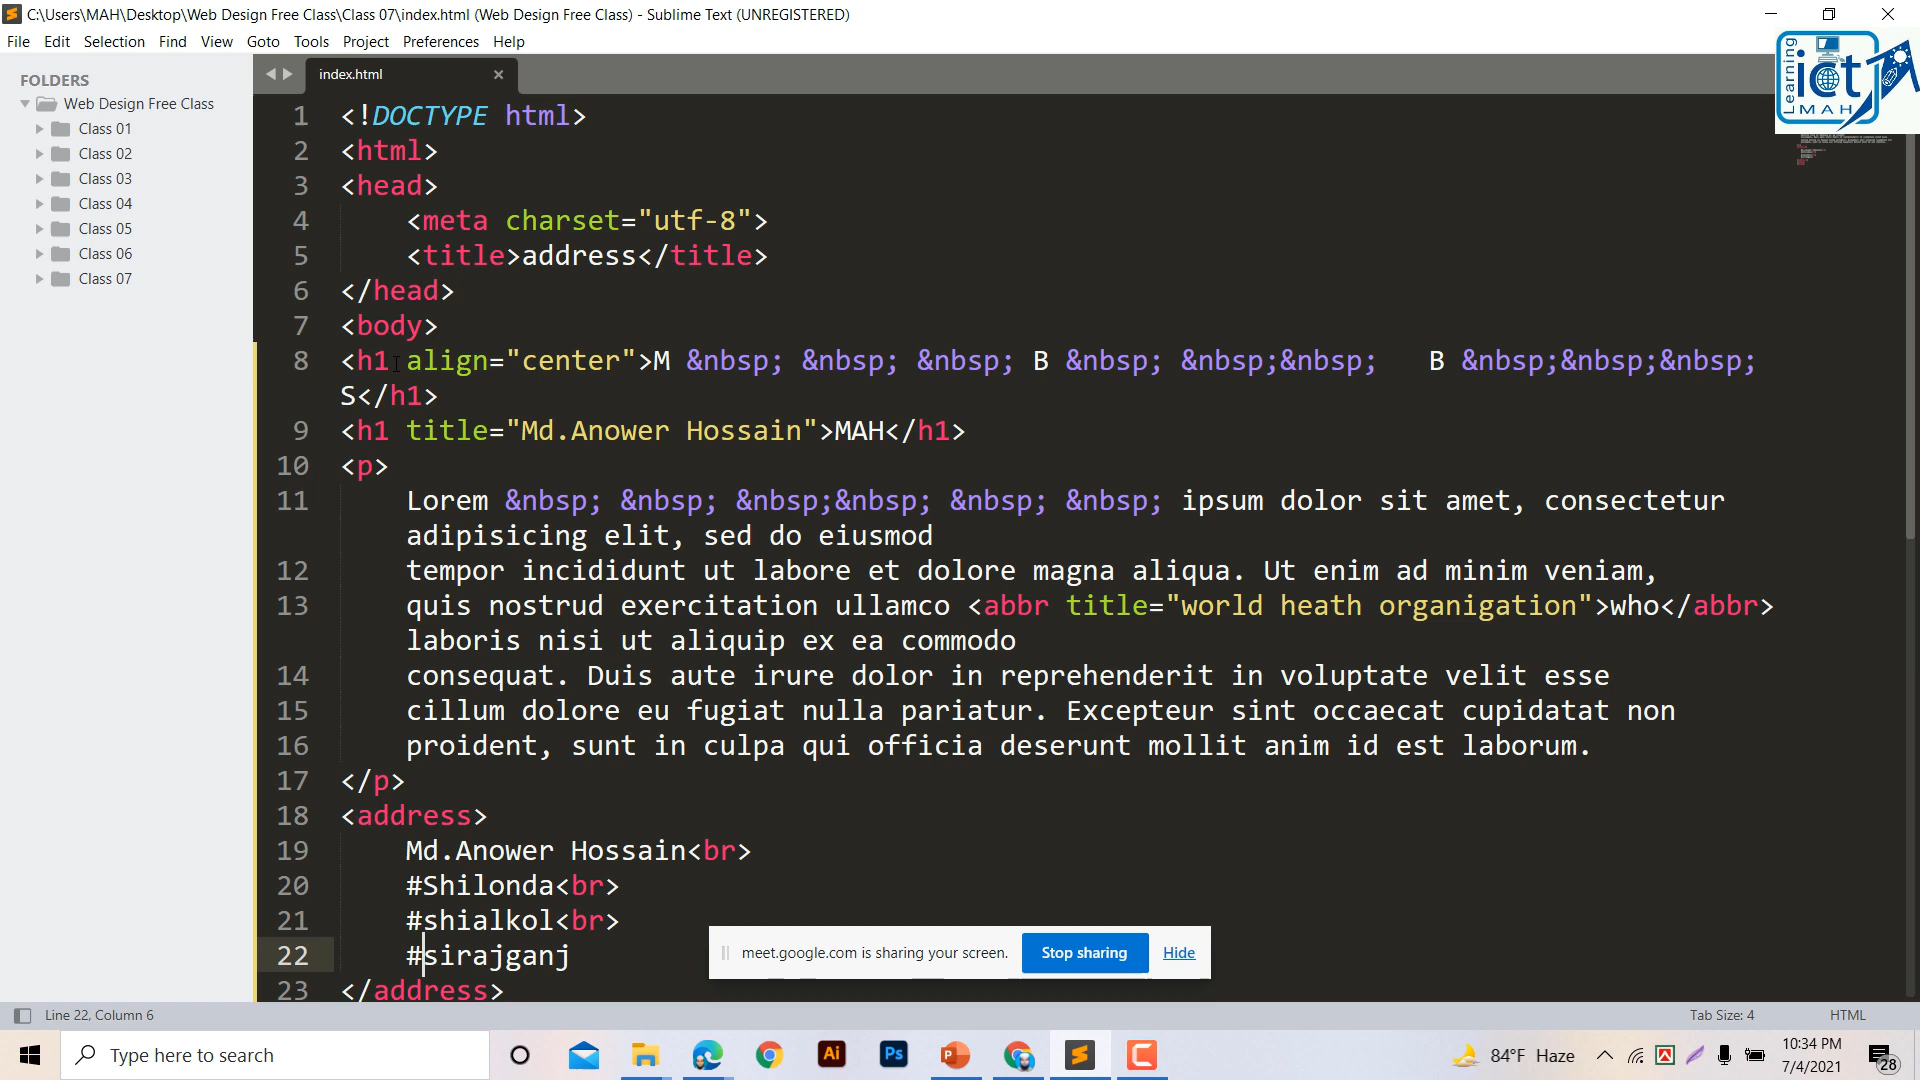 C:\Users\MAH\Desktop\Web Design Free Class\Class 07\index.html (Web Design Free Class) - Sublime Text (UNREGISTERED)
File Edit Selection Find View Goto Tools Project Preferences Help
Learning
ict
MAH
FOLDERS
Web Design Free Class
Class 01
Class 02
Class 03
Class 04
Class 05
Class 06
Class 07
index.html
1 <!DOCTYPE html>
2 <html>
3 <head>
4 <meta charset="utf-8">
5 <title>address</title>
6 </head>
7 <body>
8 <h1 align="center">M &nbsp; &nbsp; &nbsp; B &nbsp; &nbsp;&nbsp; B &nbsp;&nbsp;&nbsp;
S</h1>
9 <h1 title="Md.Anower Hossain">MAH</h1>
10 <p>
11 Lorem &nbsp; &nbsp; &nbsp;&nbsp; &nbsp; &nbsp; ipsum dolor sit amet, consectetur
adipisicing elit, sed do eiusmod
12 tempor incididunt ut labore et dolore magna aliqua. Ut enim ad minim veniam,
13 quis nostrud exercitation ullamco <abbr title="world heath organigation">who</abbr>
laboris nisi ut aliquip ex ea commodo
14 consequat. Duis aute irure dolor in reprehenderit in voluptate velit esse
15 cillum dolore eu fugiat nulla pariatur. Excepteur sint occaecat cupidatat non
16 proident, sunt in culpa qui officia deserunt mollit anim id est laborum.
17 </p>
18 <address>
19 Md.Anower Hossain<br>
20 #Shilonda<br>
21 #shialkol<br>
22 #sirajganj
23 </address>
meet.google.com is sharing your screen. Stop sharing Hide
Line 22, Column 6 Tab Size: 4 HTML
Type here to search
Ai
Ps
84°F Haze
10:34 PM
7/4/2021
28